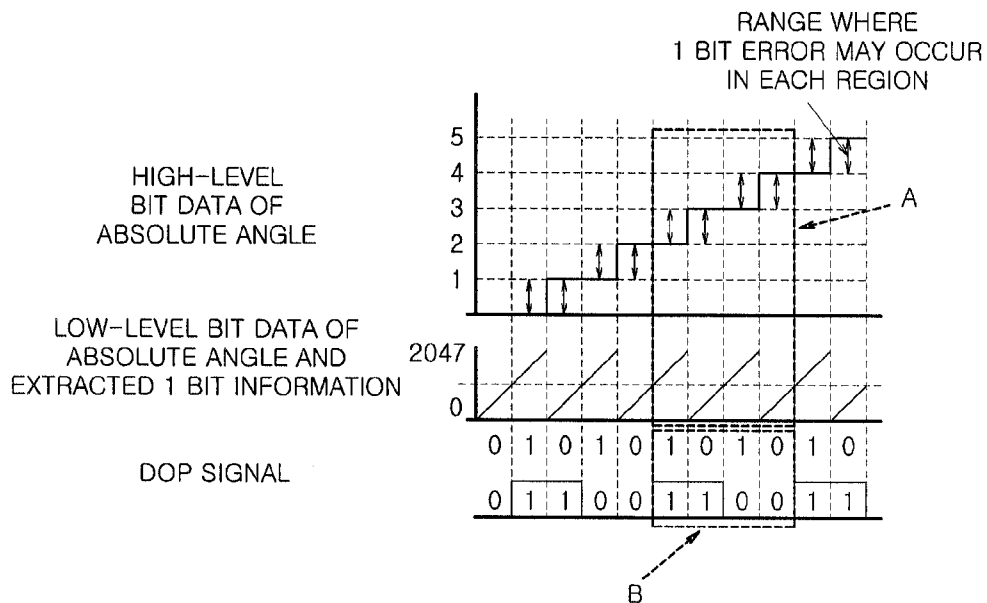 RANGE WHERE
1 BIT ERROR MAY OCCUR
IN EACH REGION
5
4
3
2
1
HIGH-LEVEL
BIT DATA OF
ABSOLUTE ANGLE
A
LOW-LEVEL BIT DATA OF
ABSOLUTE ANGLE AND
EXTRACTED 1 BIT INFORMATION
2047
0
0 1 0 1 0 1 0 1 0 1 0
DOP SIGNAL
0 1 1 0 0 1 1 0 0 1 1
B